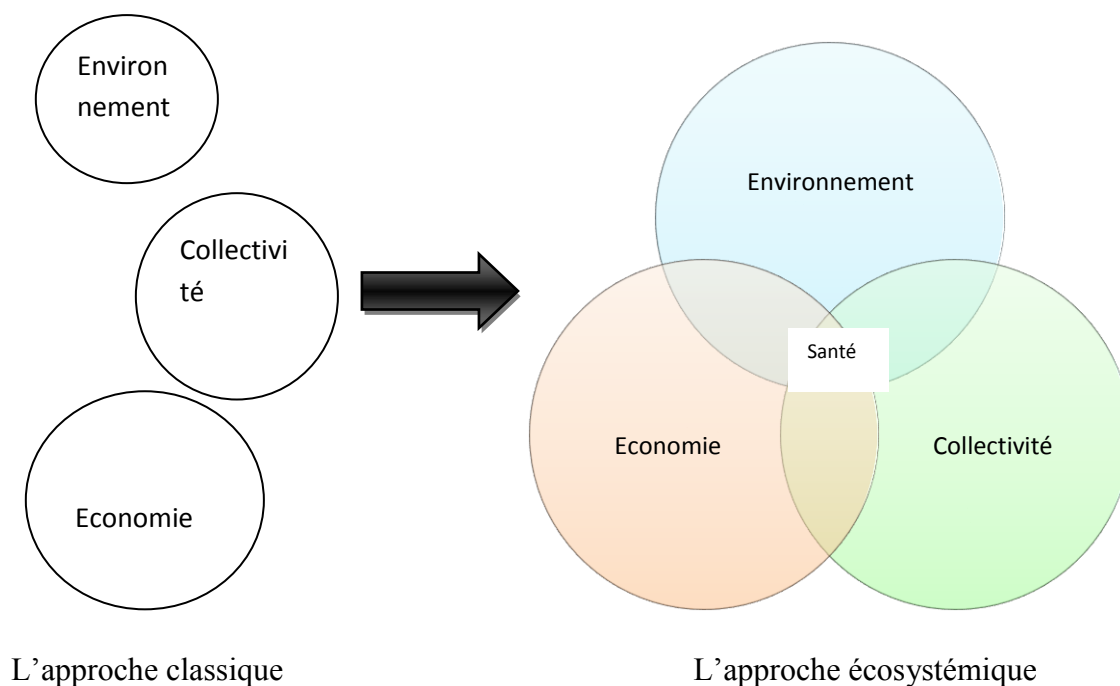 Environ
nement
Collectivi
té
Economie
Environnement
Santé
Economie
Collectivité
L’approche classique
L’approche écosystémique